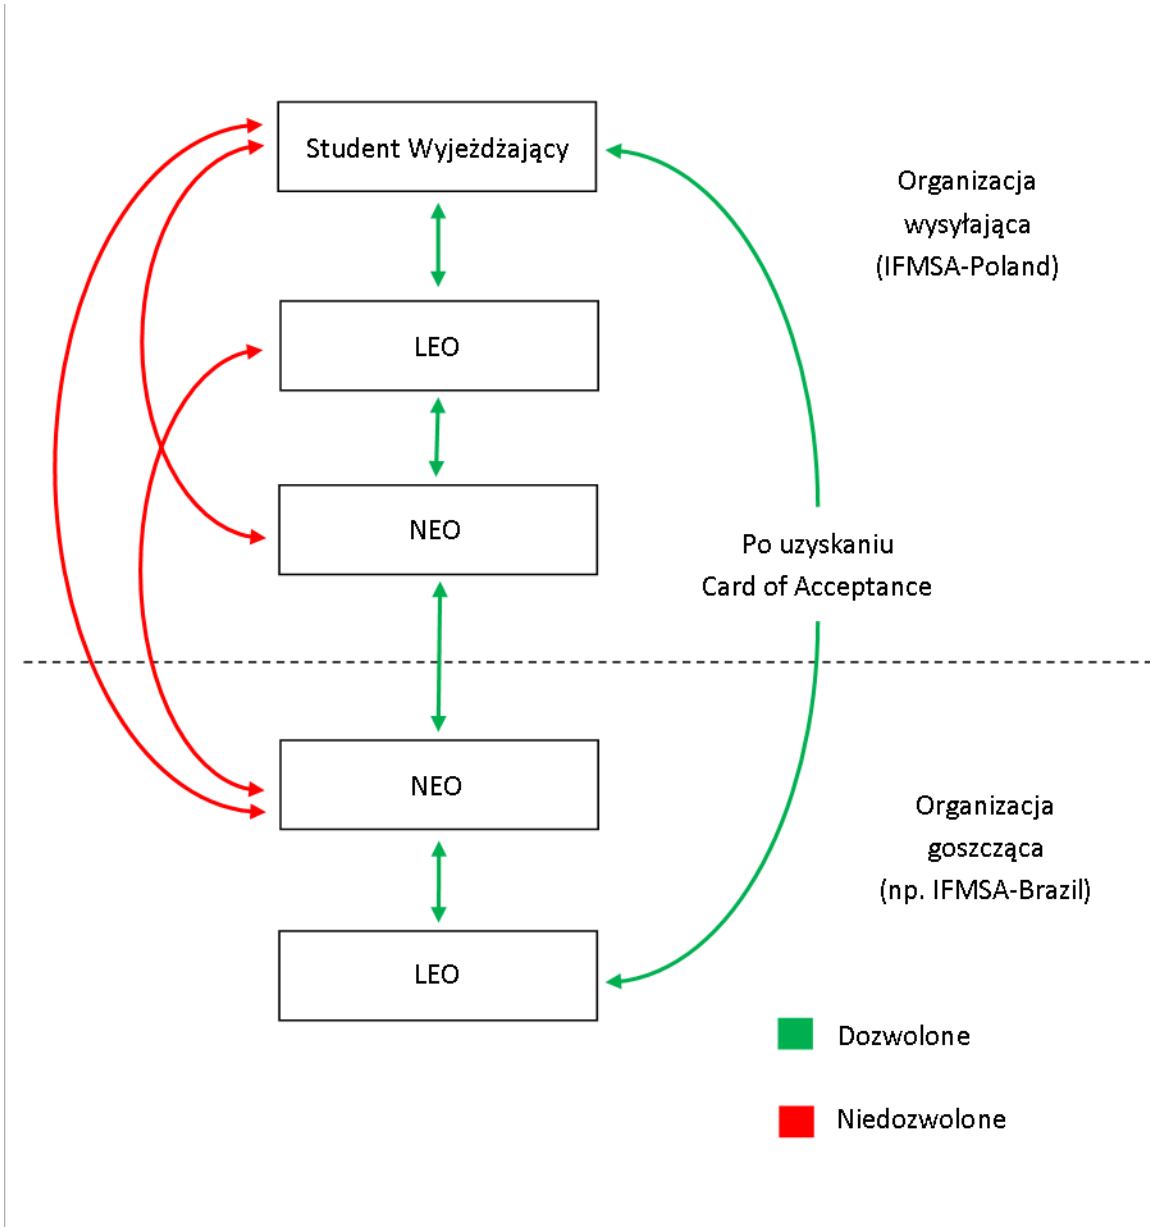 Student Wyjeżdżający
Organizacja
wysyłająca
(IFMSA-Poland)
LEO
NEO
Po uzyskaniu
Card of Acceptance
NEO
Organizacja
goszcząca
(np. IFMSA-Brazil)
LEO
Dozwolone
Niedozwolone